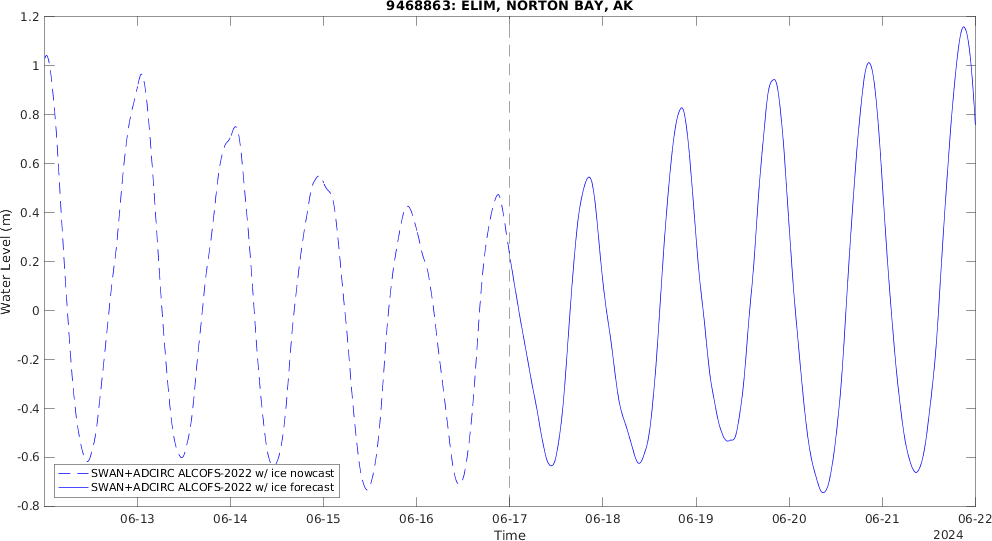 9468863: ELIM, NORTON BAY, AK
1.2
1
0.8
0.6
0.4
0.2
0
-0.2
-0.4
-0.6
-0.8
Water Level (m)
SWAN+ADCIRC ALCOFS-2022 w/ ice nowcast
SWAN+ADCIRC ALCOFS-2022 w/ ice forecast
06-13 06-14 06-15 06-16 06-17 06-18 06-19 06-20 06-21 06-22
Time
2024